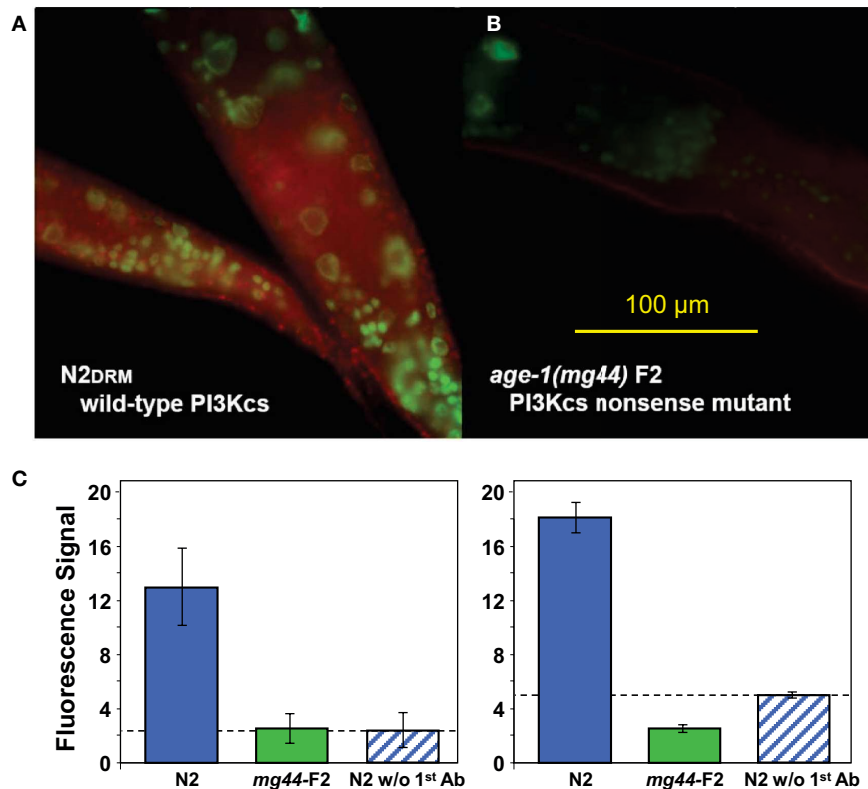 A
B
N2DRM
wild-type PI3Kcs
100 µm
age-1(mg44) F2
PI3Kcs nonsense mutant
C
Fluorescence Signal
20
16
12
8
4
0
N2 mg44-F2 N2 w/o 1st Ab
20
16
12
8
4
0
N2 mg44-F2 N2 w/o 1st Ab